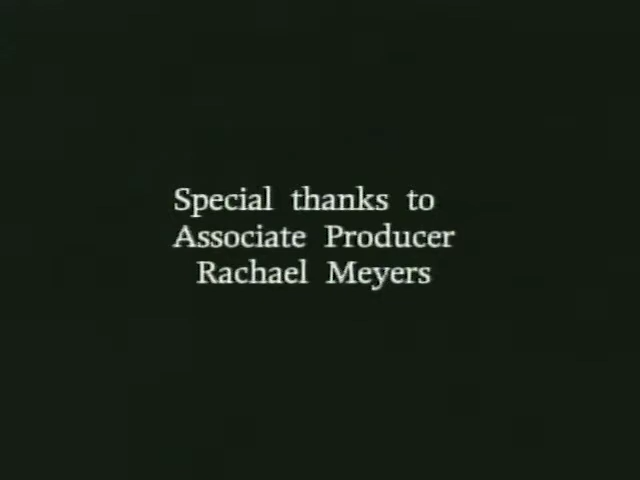 Special thanks to
Associate Producer
Rachael Meyers